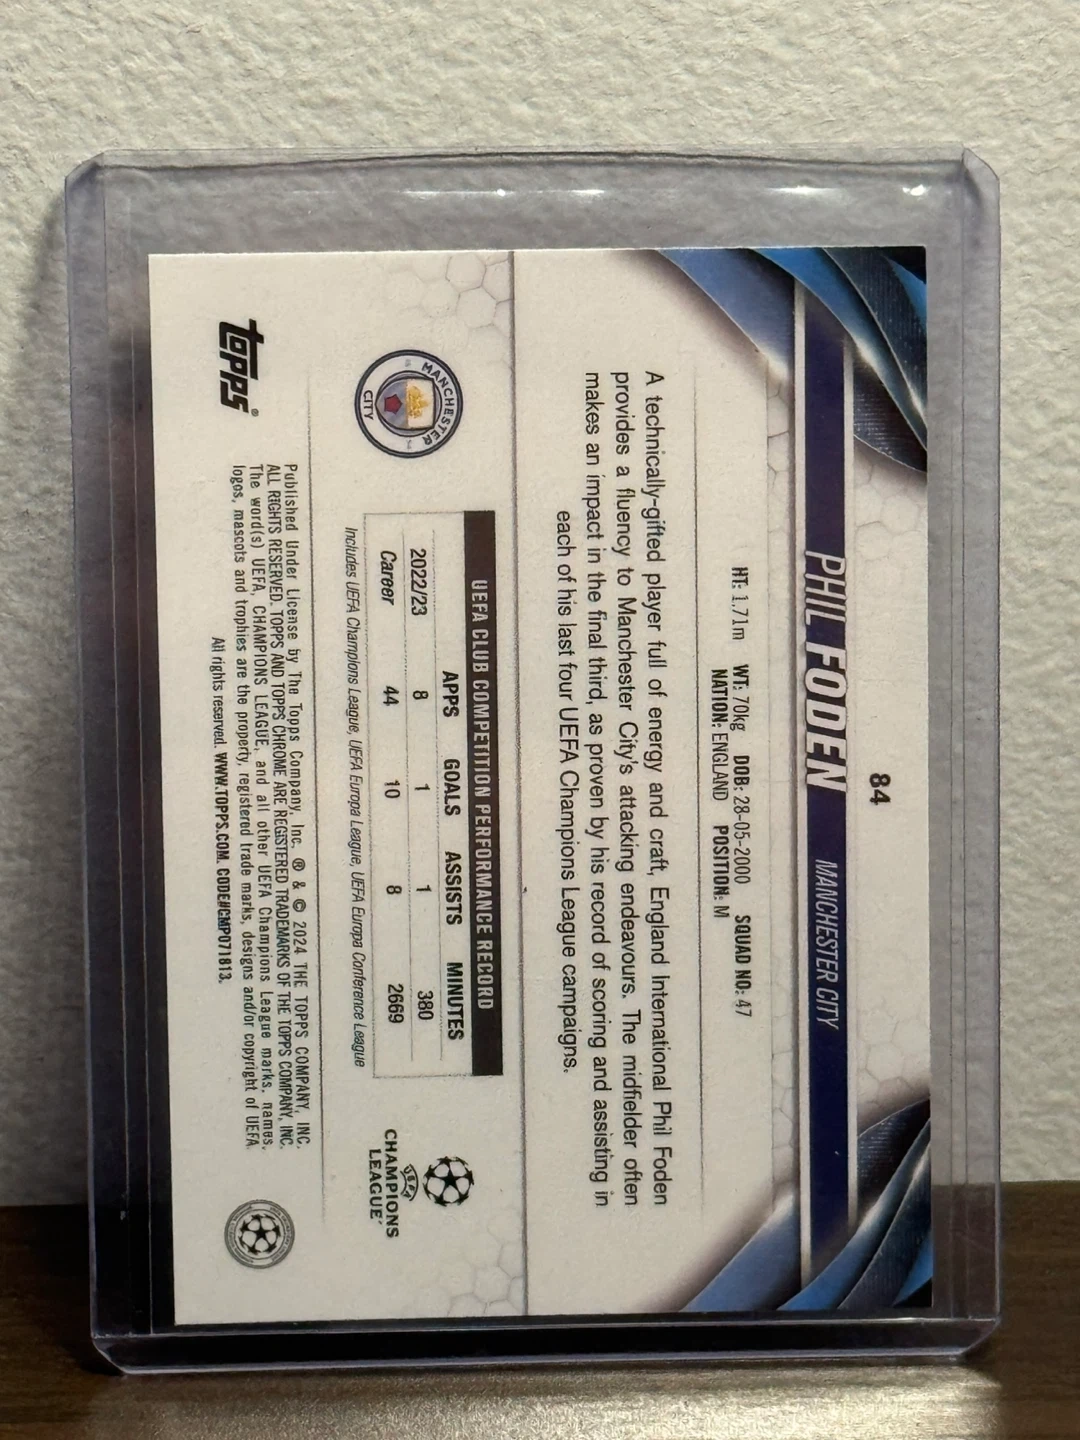 84
PHIL FODEN MANCHESTER CITY
HT: 1.71m WT: 70kg DOB: 28-05-2000 SQUAD NO: 47
NATION: ENGLAND POSITION: M
A technically-gifted player full of energy and craft, England International Phil Foden
provides a fluency to Manchester City's attacking endeavours. The midfielder often
makes an impact in the final third, as proven by his record of scoring and assisting in
each of his last four UEFA Champions League campaigns.
MANCHESTER
CITY
UEFA CLUB COMPETITION PERFORMANCE RECORD
APPS GOALS ASSISTS MINUTES
2022/23 8 1 1 380
Career 44 10 8 2669
Includes UEFA Champions League, UEFA Europa League, UEFA Europa Conference League
UEFA
CHAMPIONS
LEAGUE
topps®
Published Under License by The Topps Company, Inc. ® & © 2024 THE TOPPS COMPANY, INC.
ALL RIGHTS RESERVED. TOPPS AND TOPPS CHROME ARE REGISTERED TRADEMARKS OF THE TOPPS COMPANY, INC.
The word(s) UEFA, CHAMPIONS LEAGUE, and all other UEFA Champions League marks, names,
logos, mascots and trophies are the property, registered trade marks, designs and/or copyright of UEFA.
All rights reserved. WWW.TOPPS.COM. CODE#CMP071813.